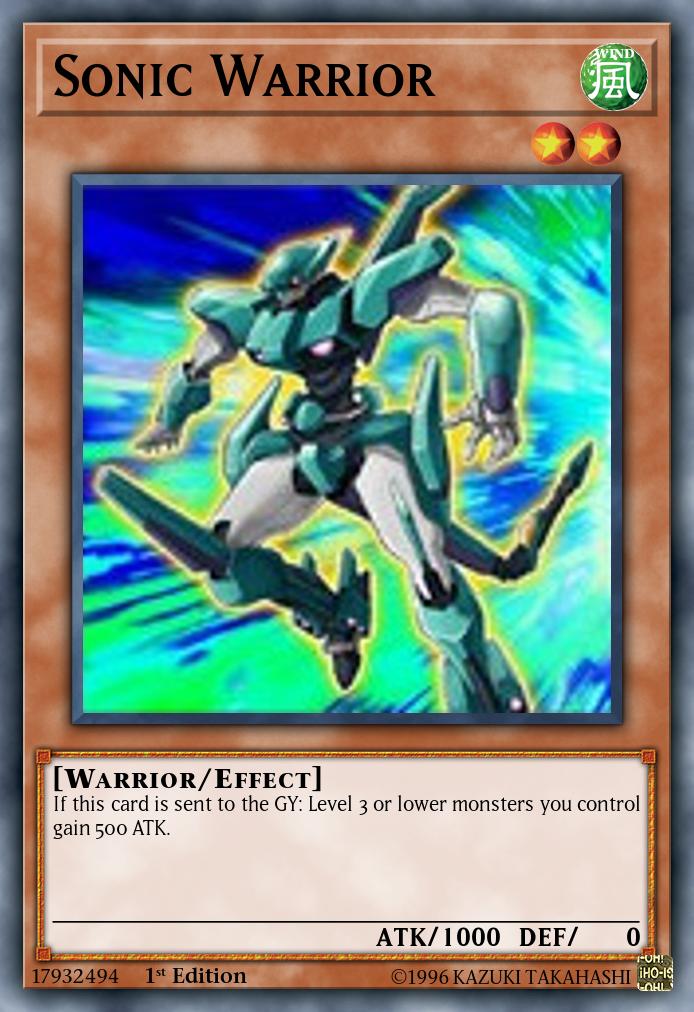 Sonic Warrior
WIND
風
[Warrior/Effect]
If this card is sent to the GY: Level 3 or lower monsters you control
gain 500 ATK.
ATK/1000 DEF/ 0
17932494 1st Edition ©1996 KAZUKI TAKAHASHI